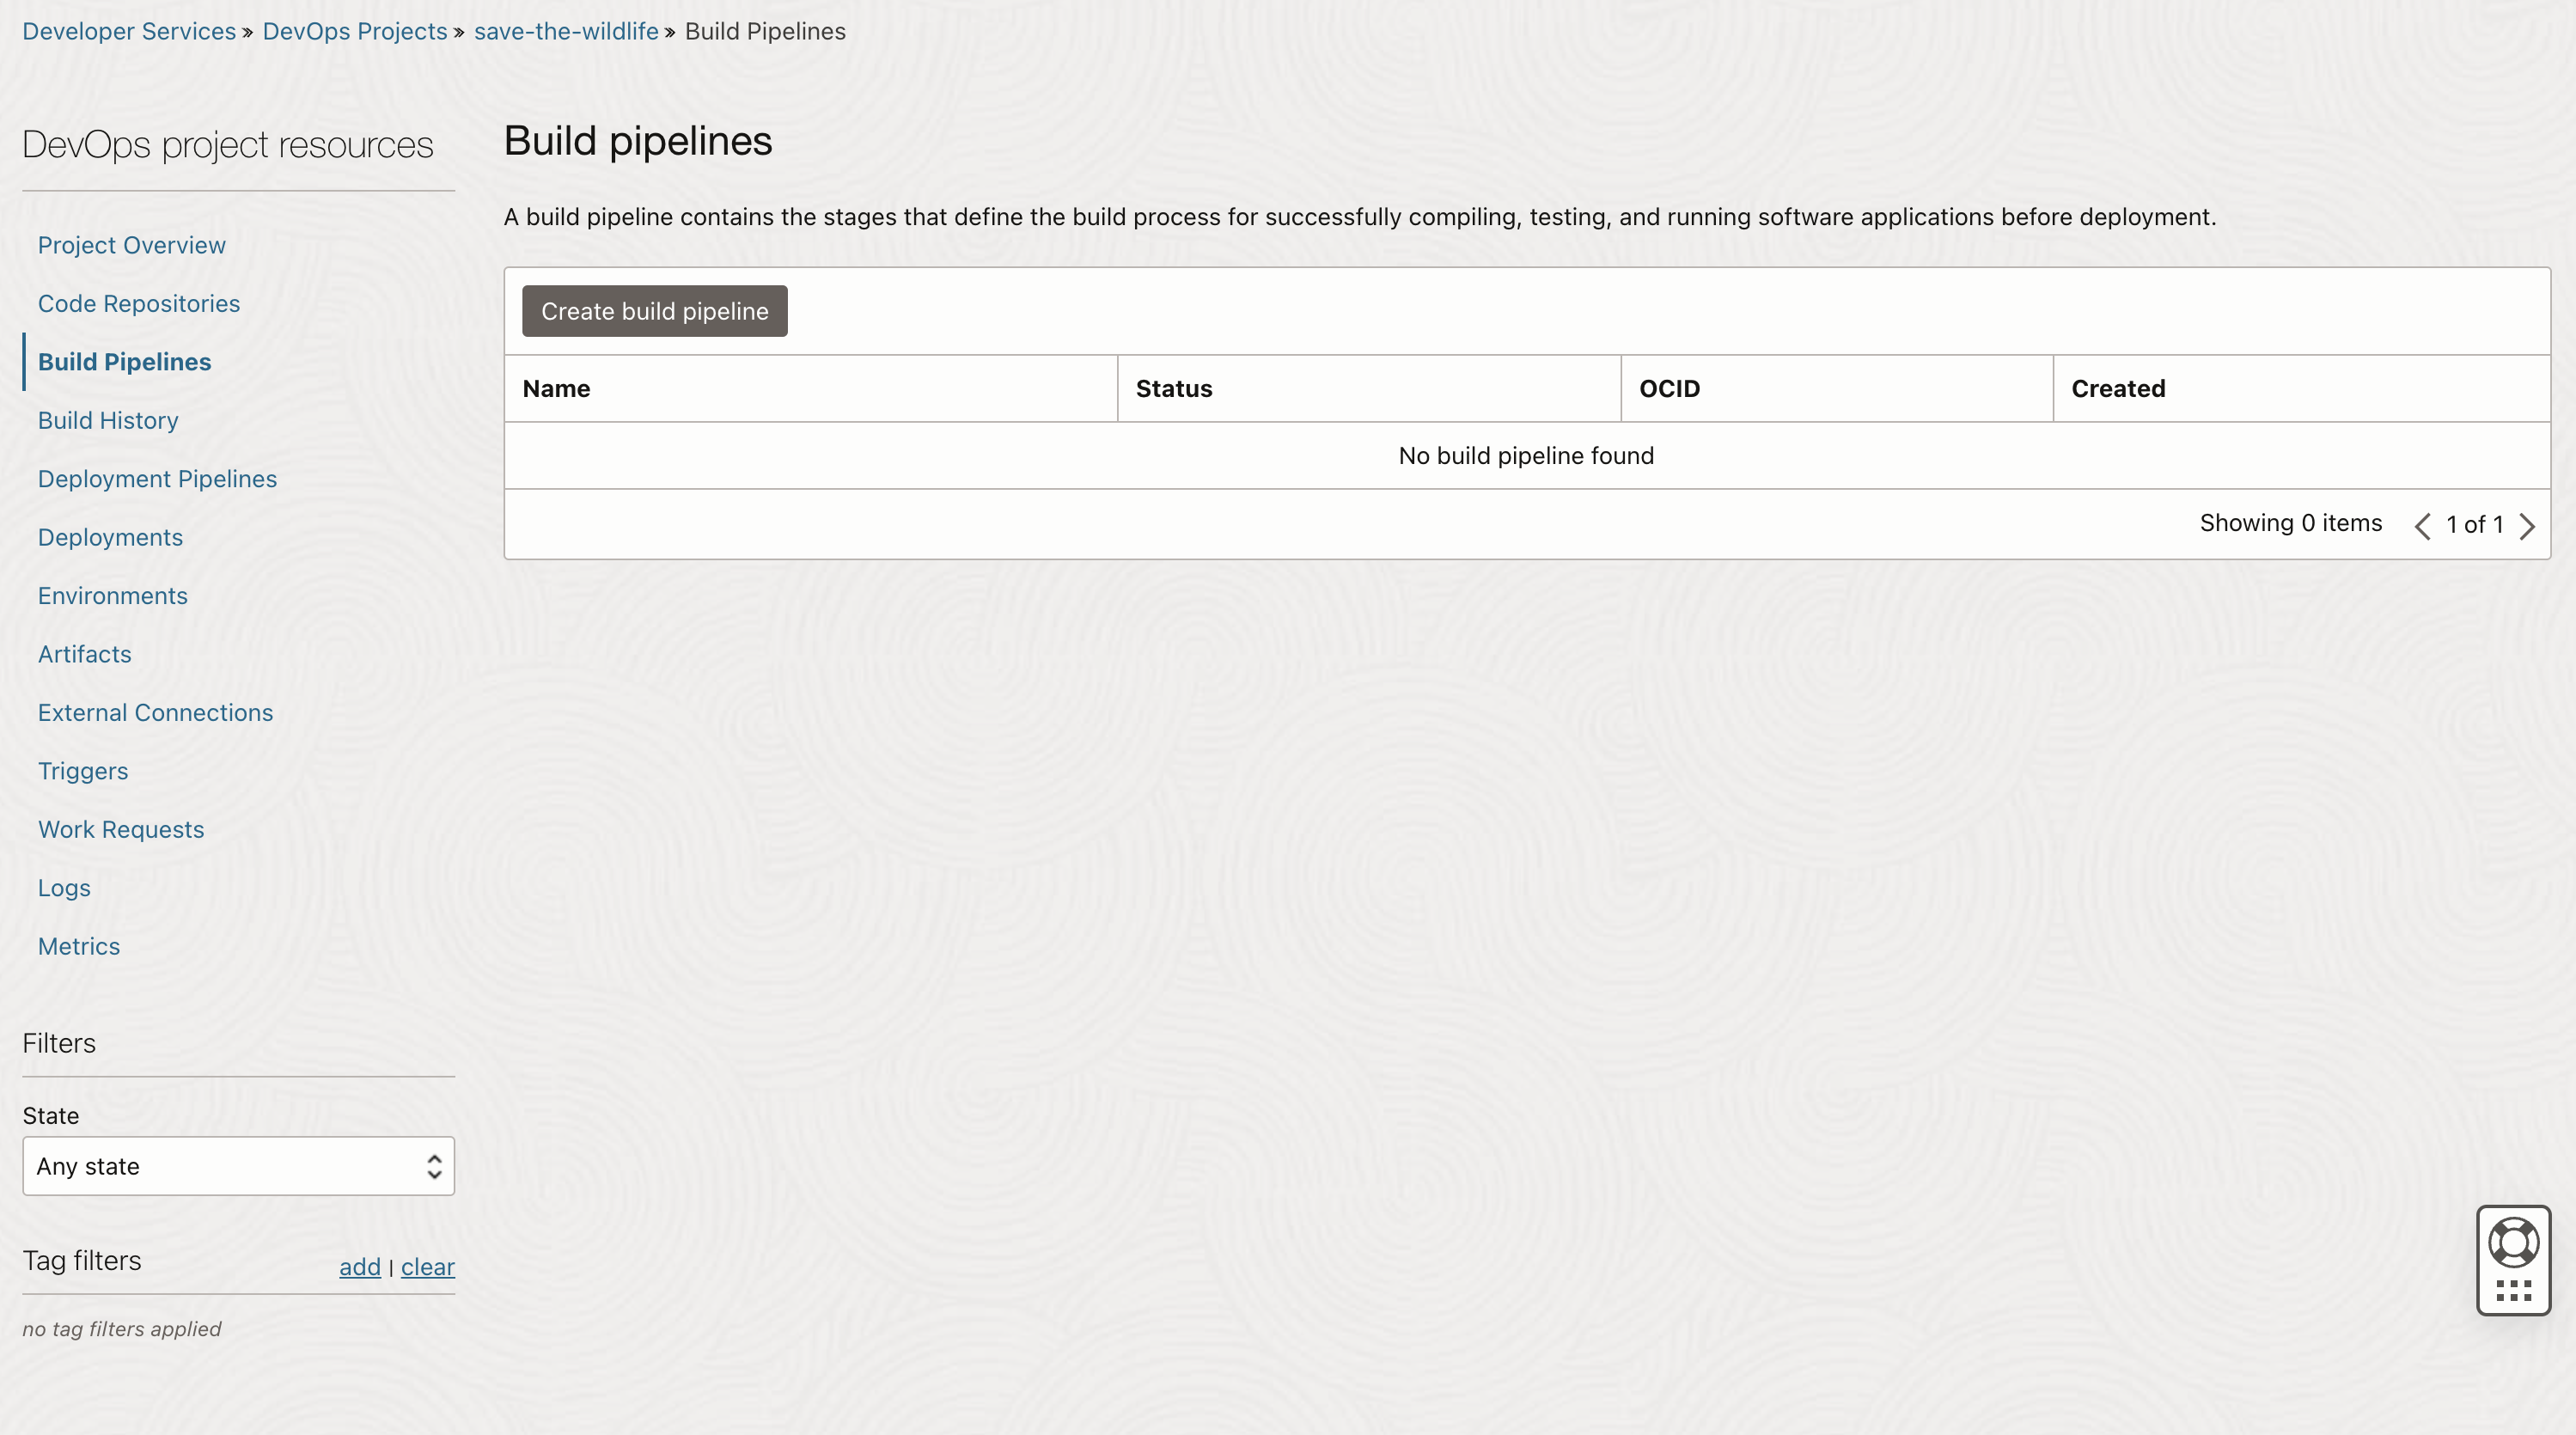 Developer Services » DevOps Projects » save-the-wildlife » Build Pipelines
DevOps project resources
Project Overview
Code Repositories
Build Pipelines
Build History
Deployment Pipelines
Deployments
Environments
Artifacts
External Connections
Triggers
Work Requests
Logs
Metrics
Filters
State
Any state
Tag filters add | clear
no tag filters applied
Build pipelines
A build pipeline contains the stages that define the build process for successfully compiling, testing, and running software applications before deployment.
Create build pipeline
Name Status OCID Created
No build pipeline found
Showing 0 items 1 of 1